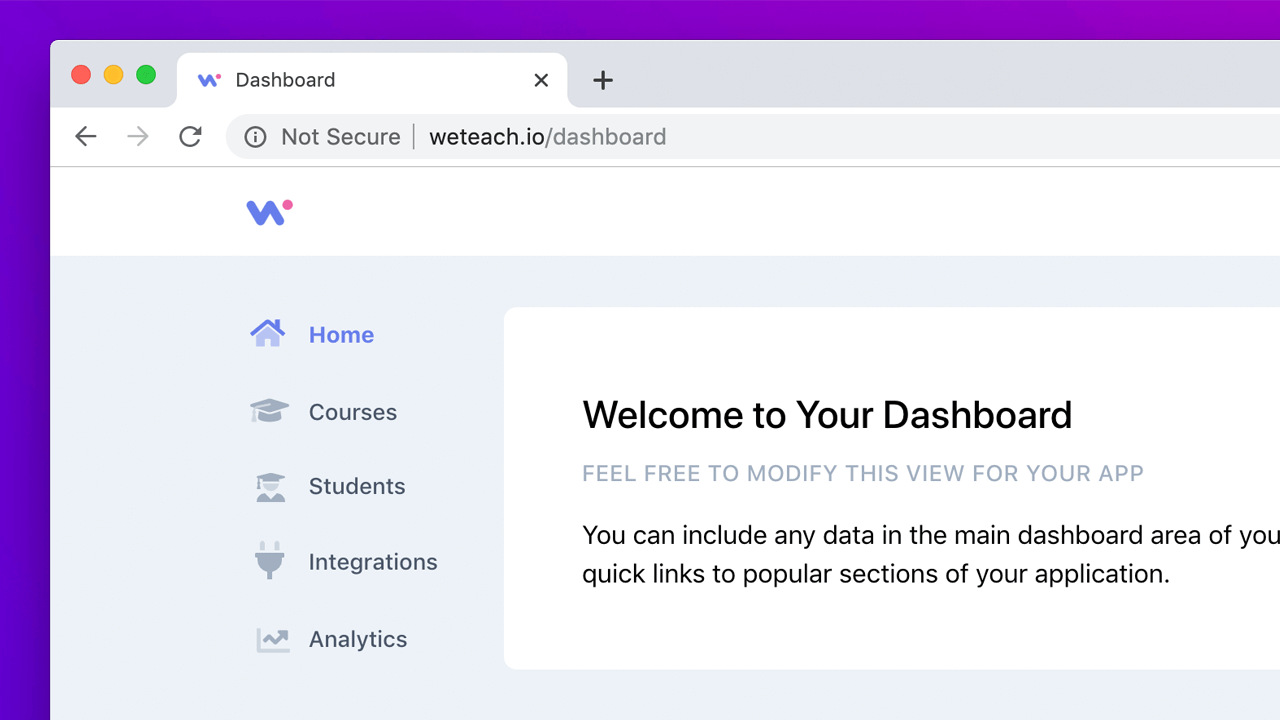 Dashboard
Not Secure | weteach.io/dashboard
Home
Courses
Students
Integrations
Analytics
Welcome to Your Dashboard
FEEL FREE TO MODIFY THIS VIEW FOR YOUR APP
You can include any data in the main dashboard area of you
quick links to popular sections of your application.